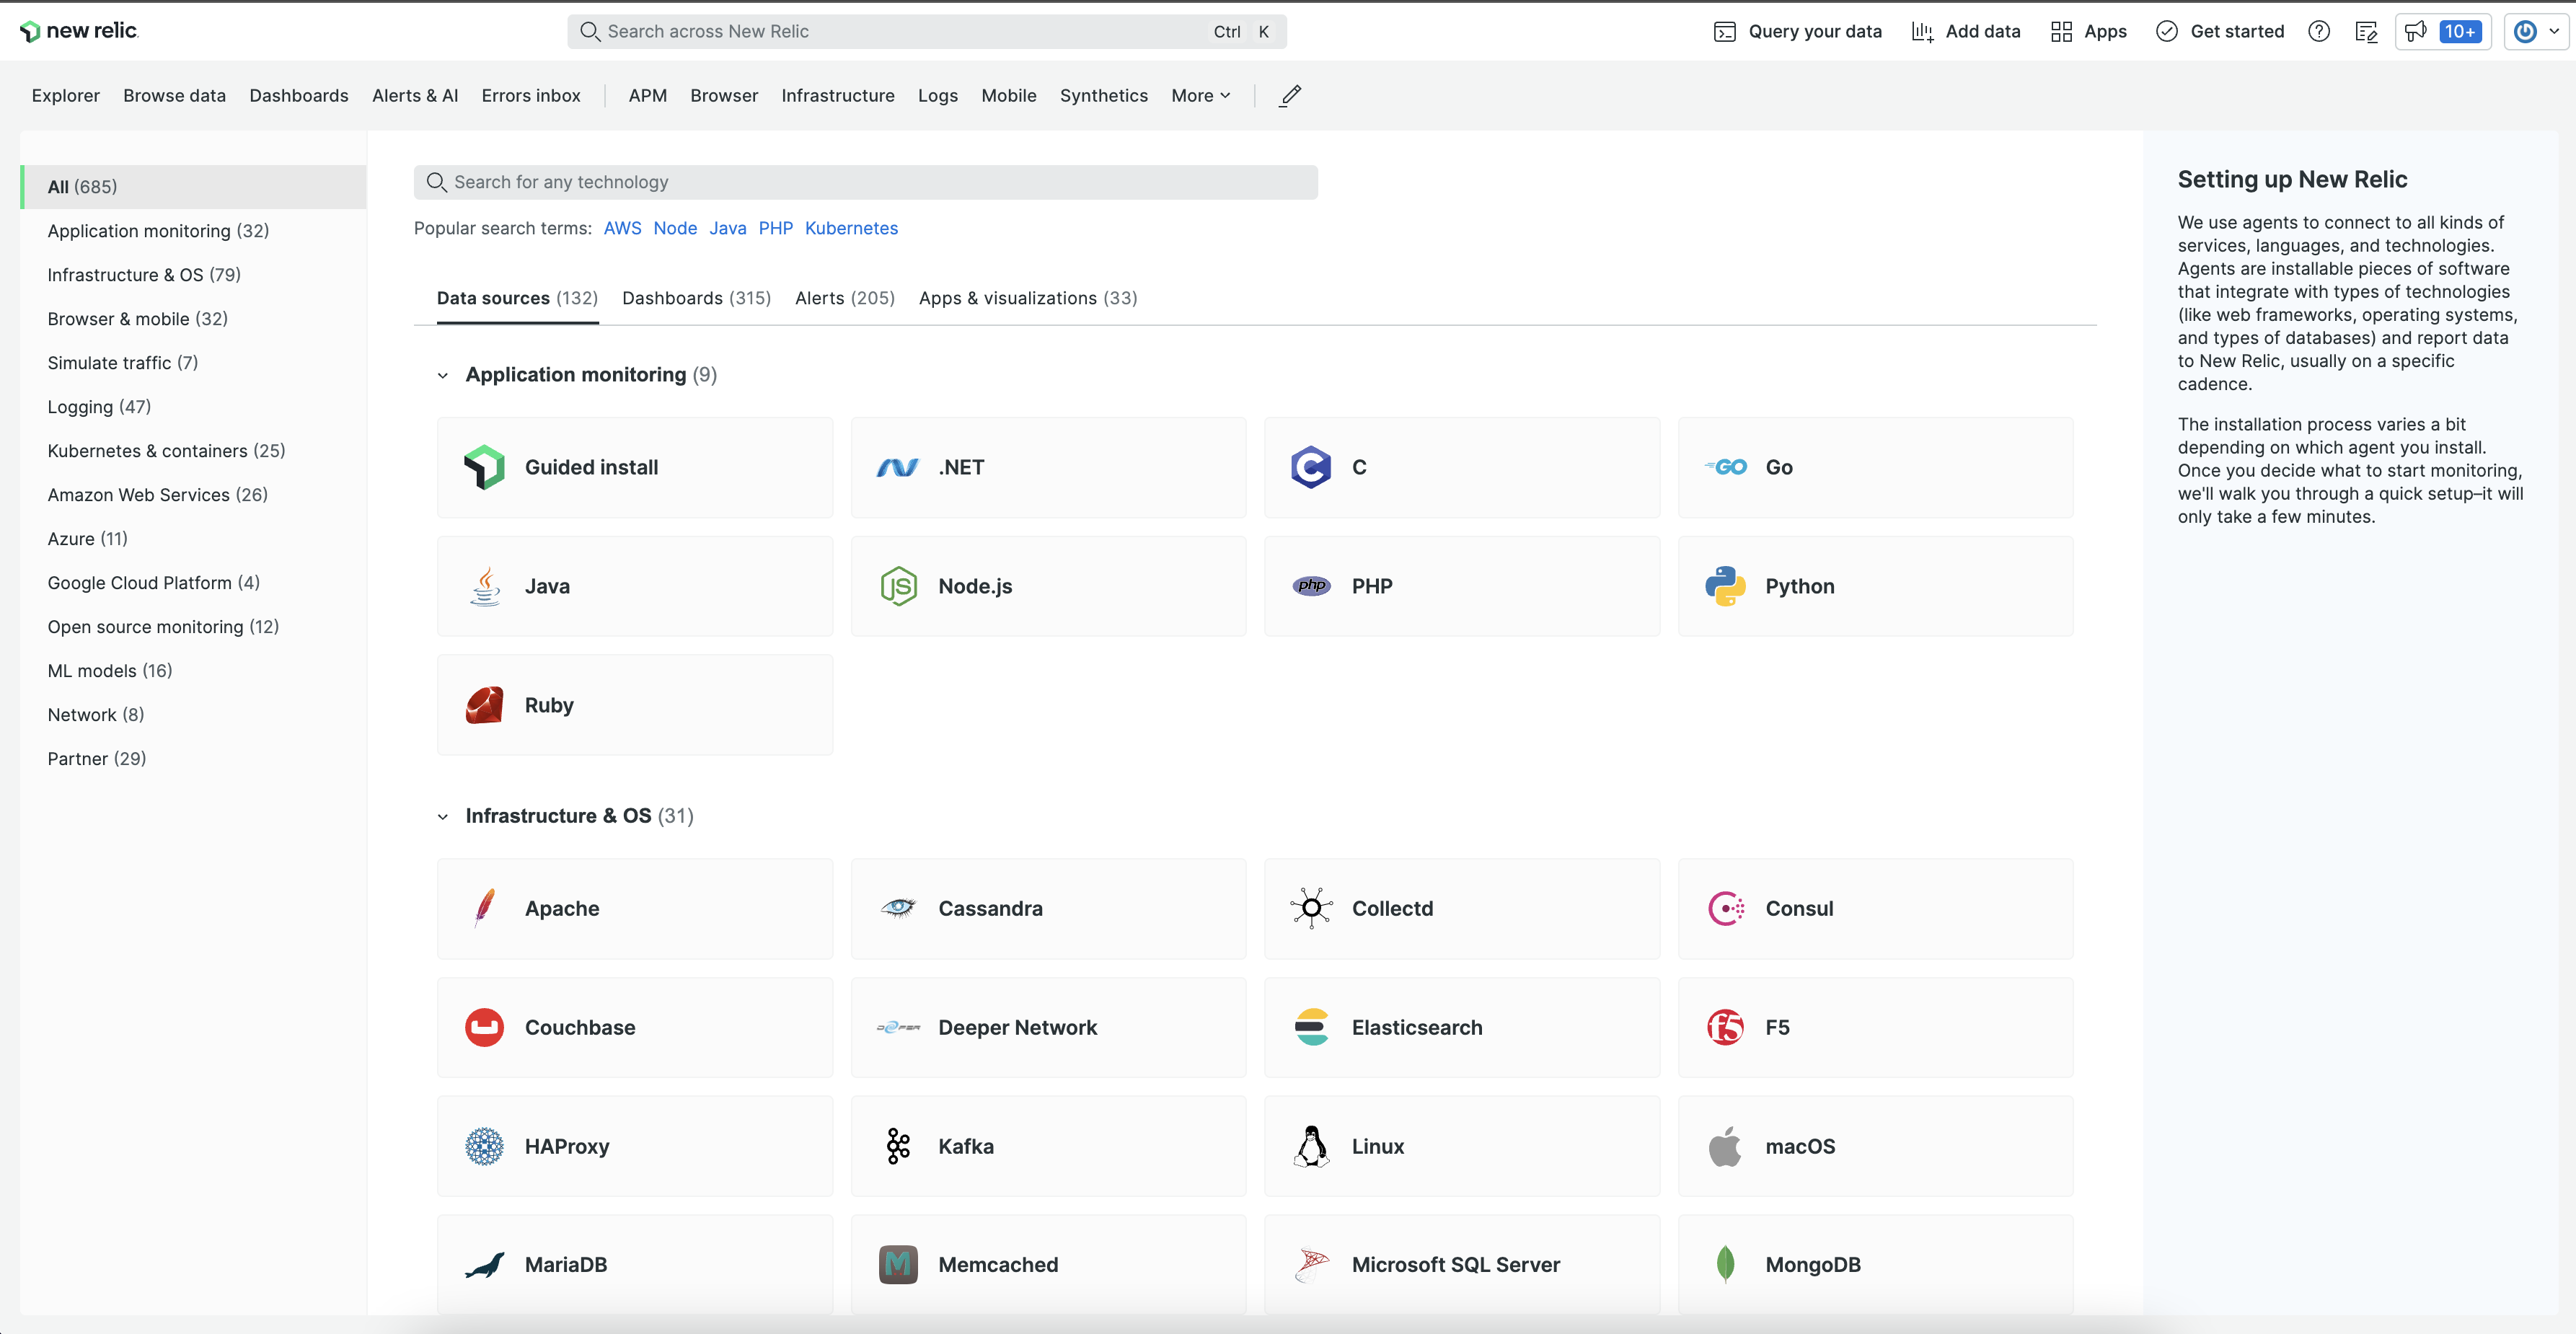 new relic
Search across New Relic Ctrl K
Query your data Add data Apps Get started 10+
Explorer Browse data Dashboards Alerts & AI Errors inbox APM Browser Infrastructure Logs Mobile Synthetics More
All (685)
Application monitoring (32)
Infrastructure & OS (79)
Browser & mobile (32)
Simulate traffic (7)
Logging (47)
Kubernetes & containers (25)
Amazon Web Services (26)
Azure (11)
Google Cloud Platform (4)
Open source monitoring (12)
ML models (16)
Network (8)
Partner (29)
Search for any technology
Popular search terms: AWS Node Java PHP Kubernetes
Data sources (132) Dashboards (315) Alerts (205) Apps & visualizations (33)
Application monitoring (9)
Guided install .NET C GO Go
Java JS Node.js php PHP Python
Ruby
Infrastructure & OS (31)
Apache Cassandra Collectd Consul
Couchbase DEEPER Deeper Network Elasticsearch f5 F5
HAProxy Kafka Linux macOS
MariaDB M Memcached Microsoft SQL Server MongoDB
Setting up New Relic
We use agents to connect to all kinds of
services, languages, and technologies.
Agents are installable pieces of software
that integrate with types of technologies
(like web frameworks, operating systems,
and types of databases) and report data
to New Relic, usually on a specific
cadence.
The installation process varies a bit
depending on which agent you install.
Once you decide what to start monitoring,
we'll walk you through a quick setup–it will
only take a few minutes.